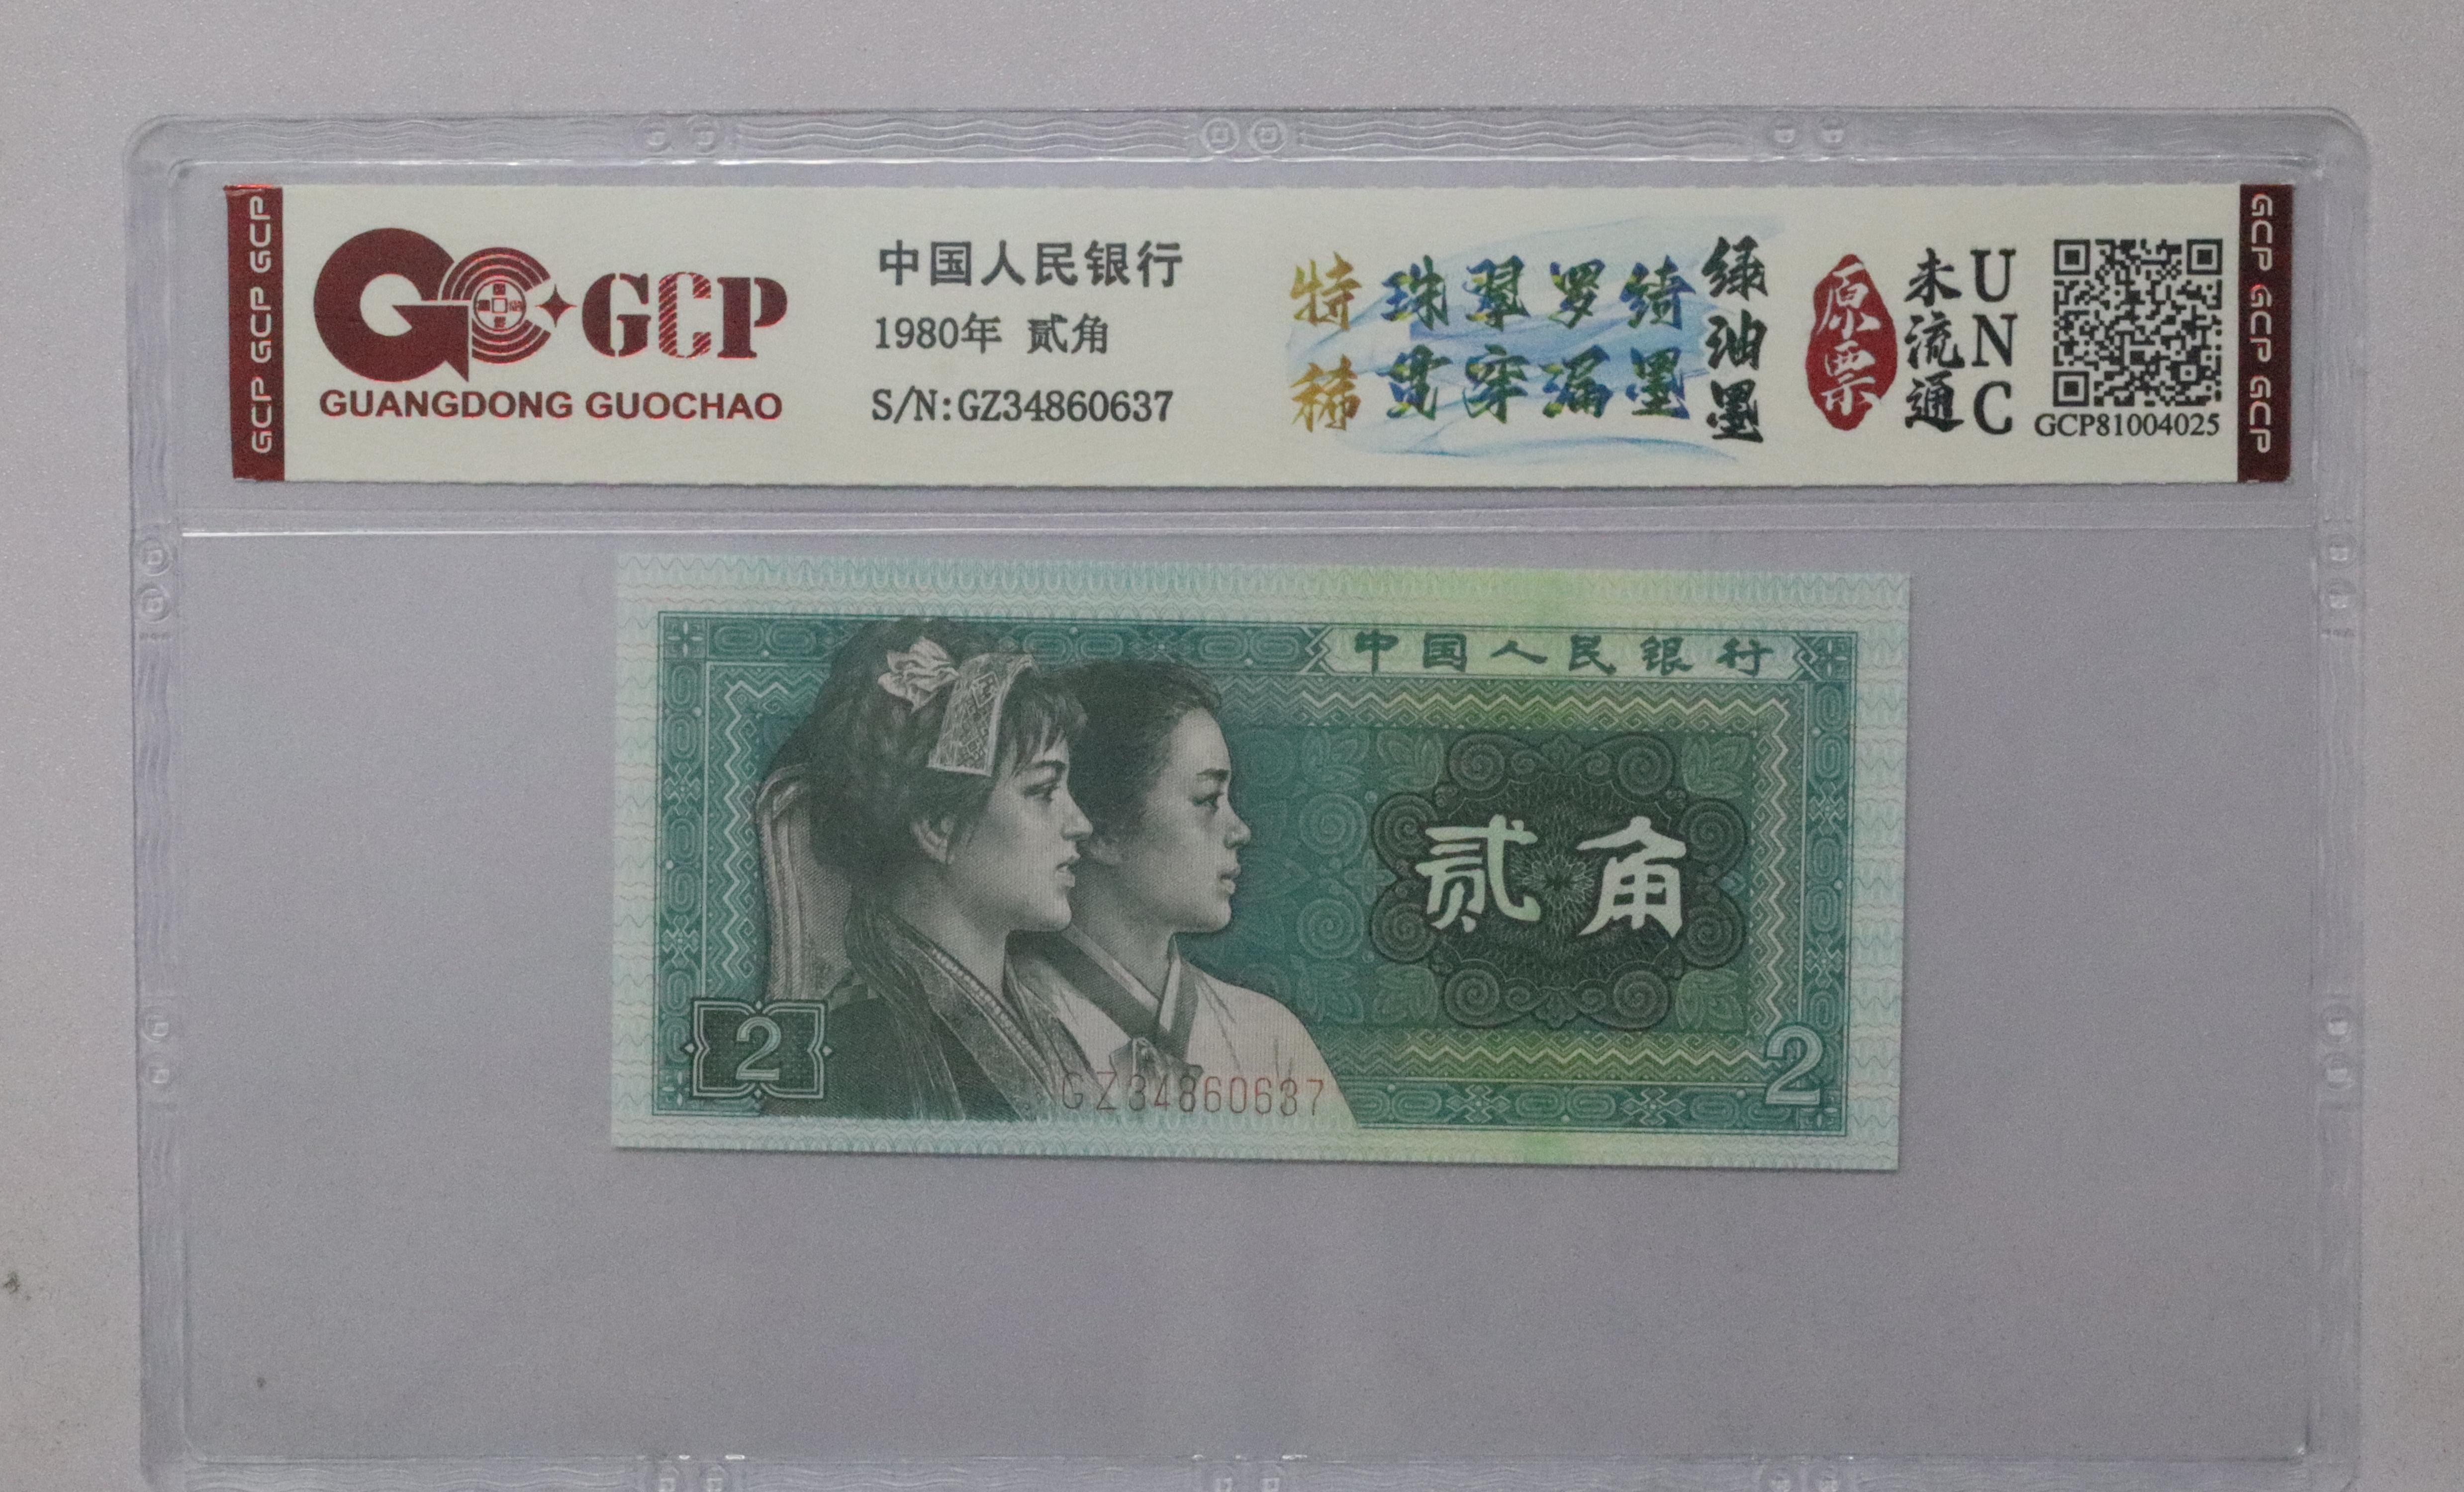 GCP GCP GCP
GCP
GUANGDONG GUOCHAO
中国人民银行
1980年 贰角
S/N:GZ34860637
特稀
珠翠罗绮
贯穿漏墨
绿油墨
原票
未流通
UNC
GCP81004025
GCP GCP GCP
中国人民银行
贰角
2
GZ34860637
2